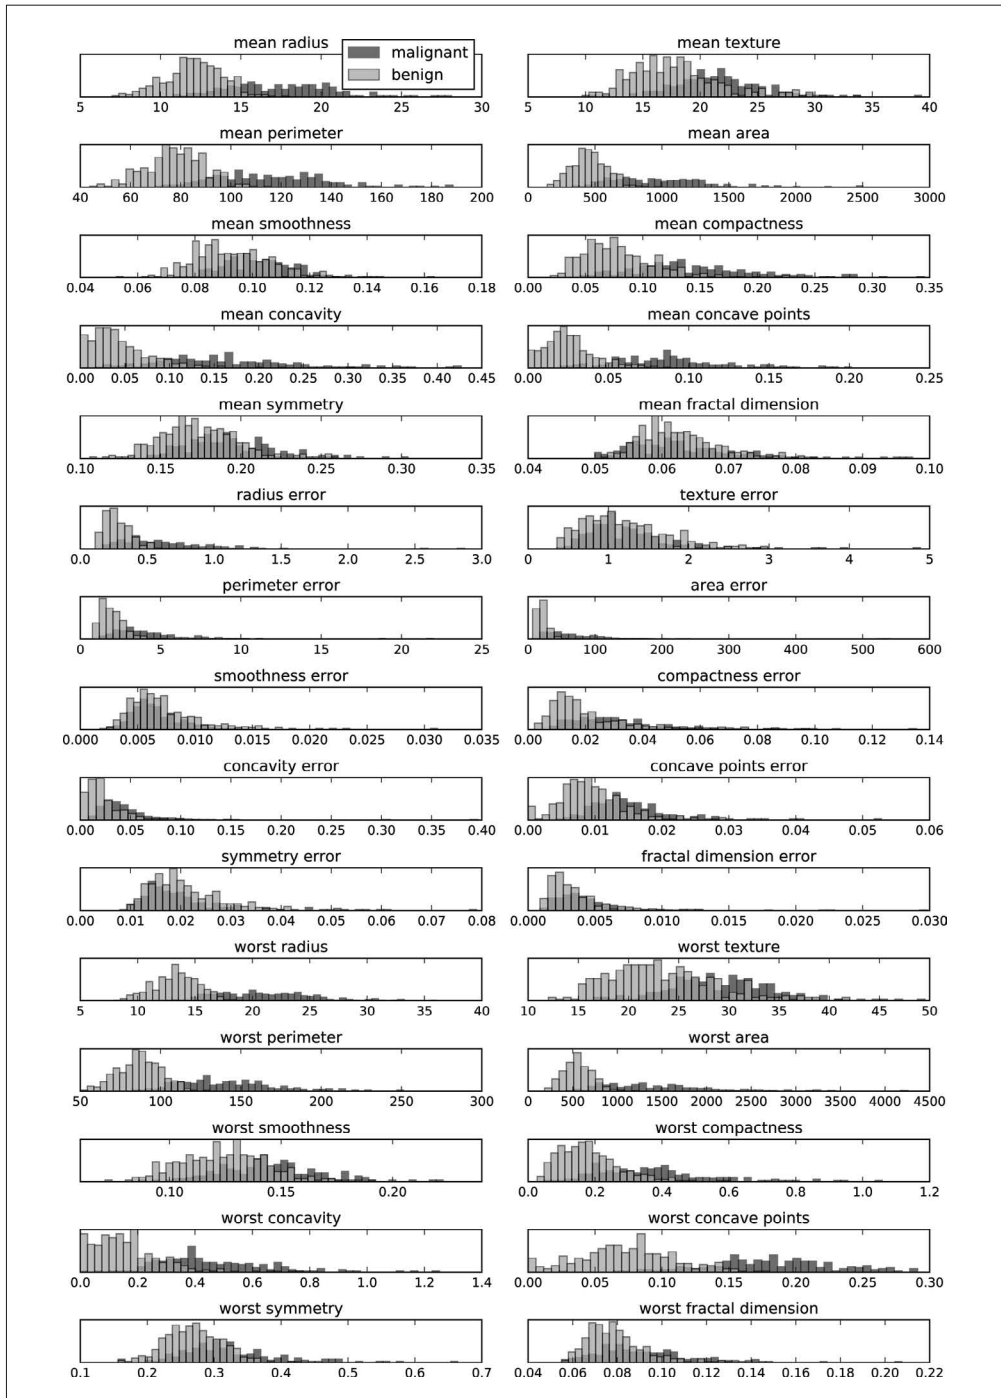 mean radius
malignant
benign
5 10 15 20 25 30
mean texture
5 10 15 20 25 30 35 40
mean perimeter
40 60 80 100 120 140 160 180 200
mean area
0 500 1000 1500 2000 2500 3000
mean smoothness
0.04 0.06 0.08 0.10 0.12 0.14 0.16 0.18
mean compactness
0.00 0.05 0.10 0.15 0.20 0.25 0.30 0.35
mean concavity
0.00 0.05 0.10 0.15 0.20 0.25 0.30 0.35 0.40 0.45
mean concave points
0.00 0.05 0.10 0.15 0.20 0.25
mean symmetry
0.10 0.15 0.20 0.25 0.30 0.35
mean fractal dimension
0.04 0.05 0.06 0.07 0.08 0.09 0.10
radius error
0.0 0.5 1.0 1.5 2.0 2.5 3.0
texture error
0 1 2 3 4 5
perimeter error
0 5 10 15 20 25
area error
0 100 200 300 400 500 600
smoothness error
0.000 0.005 0.010 0.015 0.020 0.025 0.030 0.035
compactness error
0.00 0.02 0.04 0.06 0.08 0.10 0.12 0.14
concavity error
0.00 0.05 0.10 0.15 0.20 0.25 0.30 0.35 0.40
concave points error
0.00 0.01 0.02 0.03 0.04 0.05 0.06
symmetry error
0.00 0.01 0.02 0.03 0.04 0.05 0.06 0.07 0.08
fractal dimension error
0.000 0.005 0.010 0.015 0.020 0.025 0.030
worst radius
5 10 15 20 25 30 35 40
worst texture
10 15 20 25 30 35 40 45 50
worst perimeter
50 100 150 200 250 300
worst area
0 500 1000 1500 2000 2500 3000 3500 4000 4500
worst smoothness
0.10 0.15 0.20
worst compactness
0.0 0.2 0.4 0.6 0.8 1.0 1.2
worst concavity
0.0 0.2 0.4 0.6 0.8 1.0 1.2 1.4
worst concave points
0.00 0.05 0.10 0.15 0.20 0.25 0.30
worst symmetry
0.1 0.2 0.3 0.4 0.5 0.6 0.7
worst fractal dimension
0.04 0.06 0.08 0.10 0.12 0.14 0.16 0.18 0.20 0.22